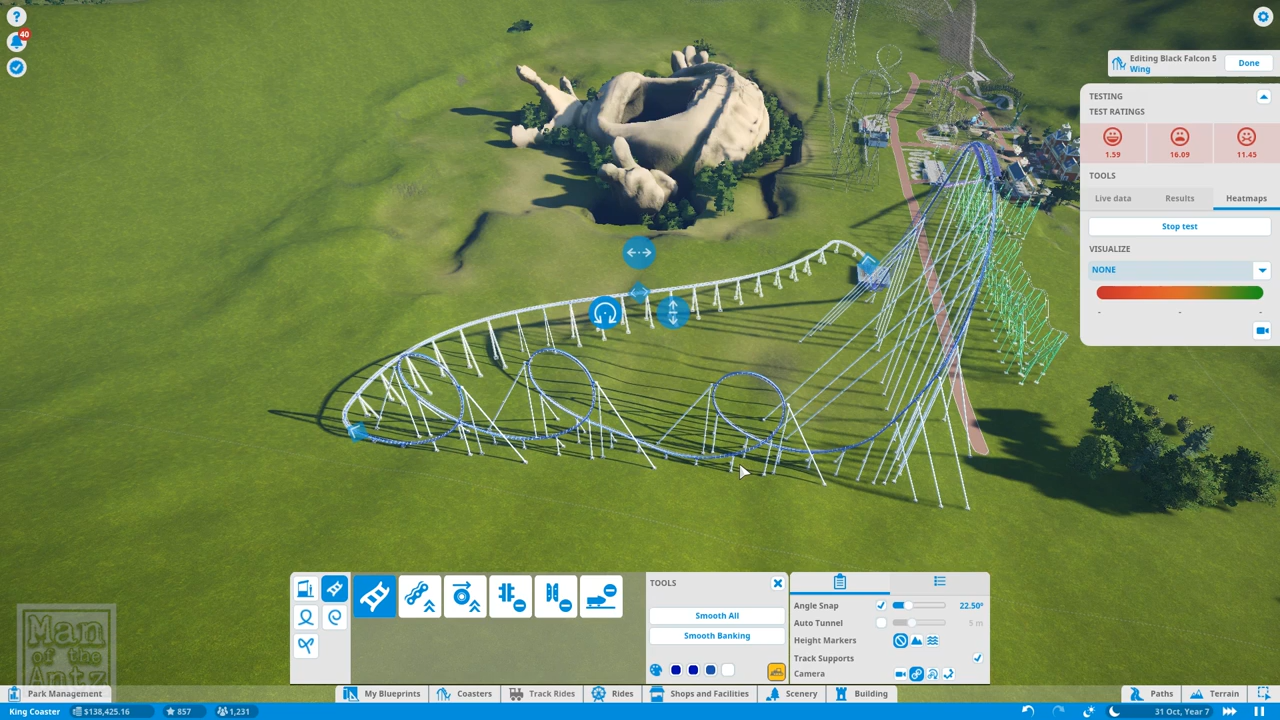 ?
40
Editing Black Falcon 5
Wing
Done
TESTING
TEST RATINGS
1.59
16.09
11.45
TOOLS
Live data
Results
Heatmaps
Stop test
VISUALIZE
NONE
- - -
TOOLS
Smooth All
Smooth Banking
Angle Snap
22.50°
Auto Tunnel
5 m
Height Markers
Track Supports
Camera
Man
of the
Antz
Park Management
My Blueprints
Coasters
Track Rides
Rides
Shops and Facilities
Scenery
Building
Paths
Terrain
King Coaster
$138,425.16
857
1,231
31 Oct, Year 7